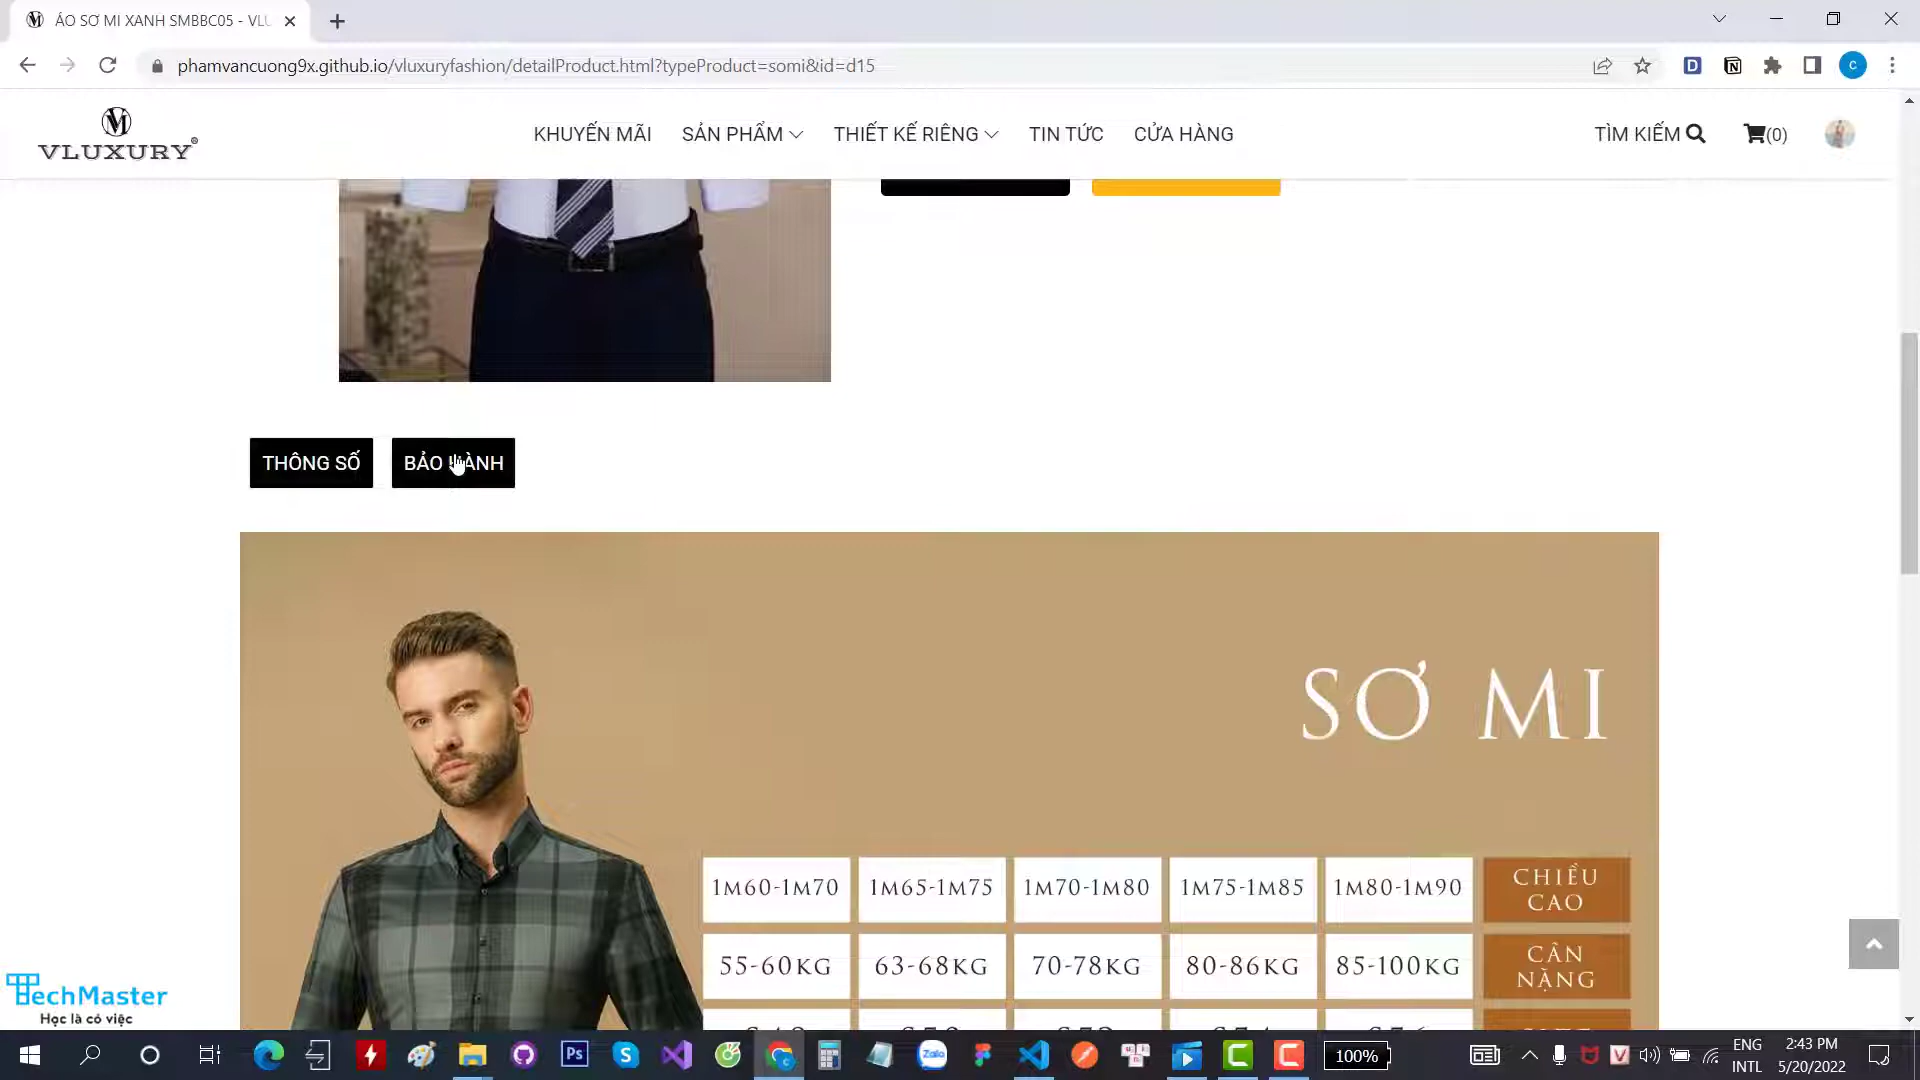 ÁO SƠ MI XANH SMBBC05 - VLU
phamvancuong9x.github.io/vluxuryfashion/detailProduct.html?typeProduct=somi&id=d15
VLUXURY®
KHUYẾN MÃI
SẢN PHẨM
THIẾT KẾ RIÊNG
TIN TỨC
CỬA HÀNG
TÌM KIẾM
(0)
THÔNG SỐ
BẢO HÀNH
SƠ MI
1M60-1M70 1M65-1M75 1M70-1M80 1M75-1M85 1M80-1M90 CHIỀU CAO
55-60KG 63-68KG 70-78KG 80-86KG 85-100KG CÂN NẶNG
TechMaster
Học là có việc
100%
ENG
INTL
2:43 PM
5/20/2022